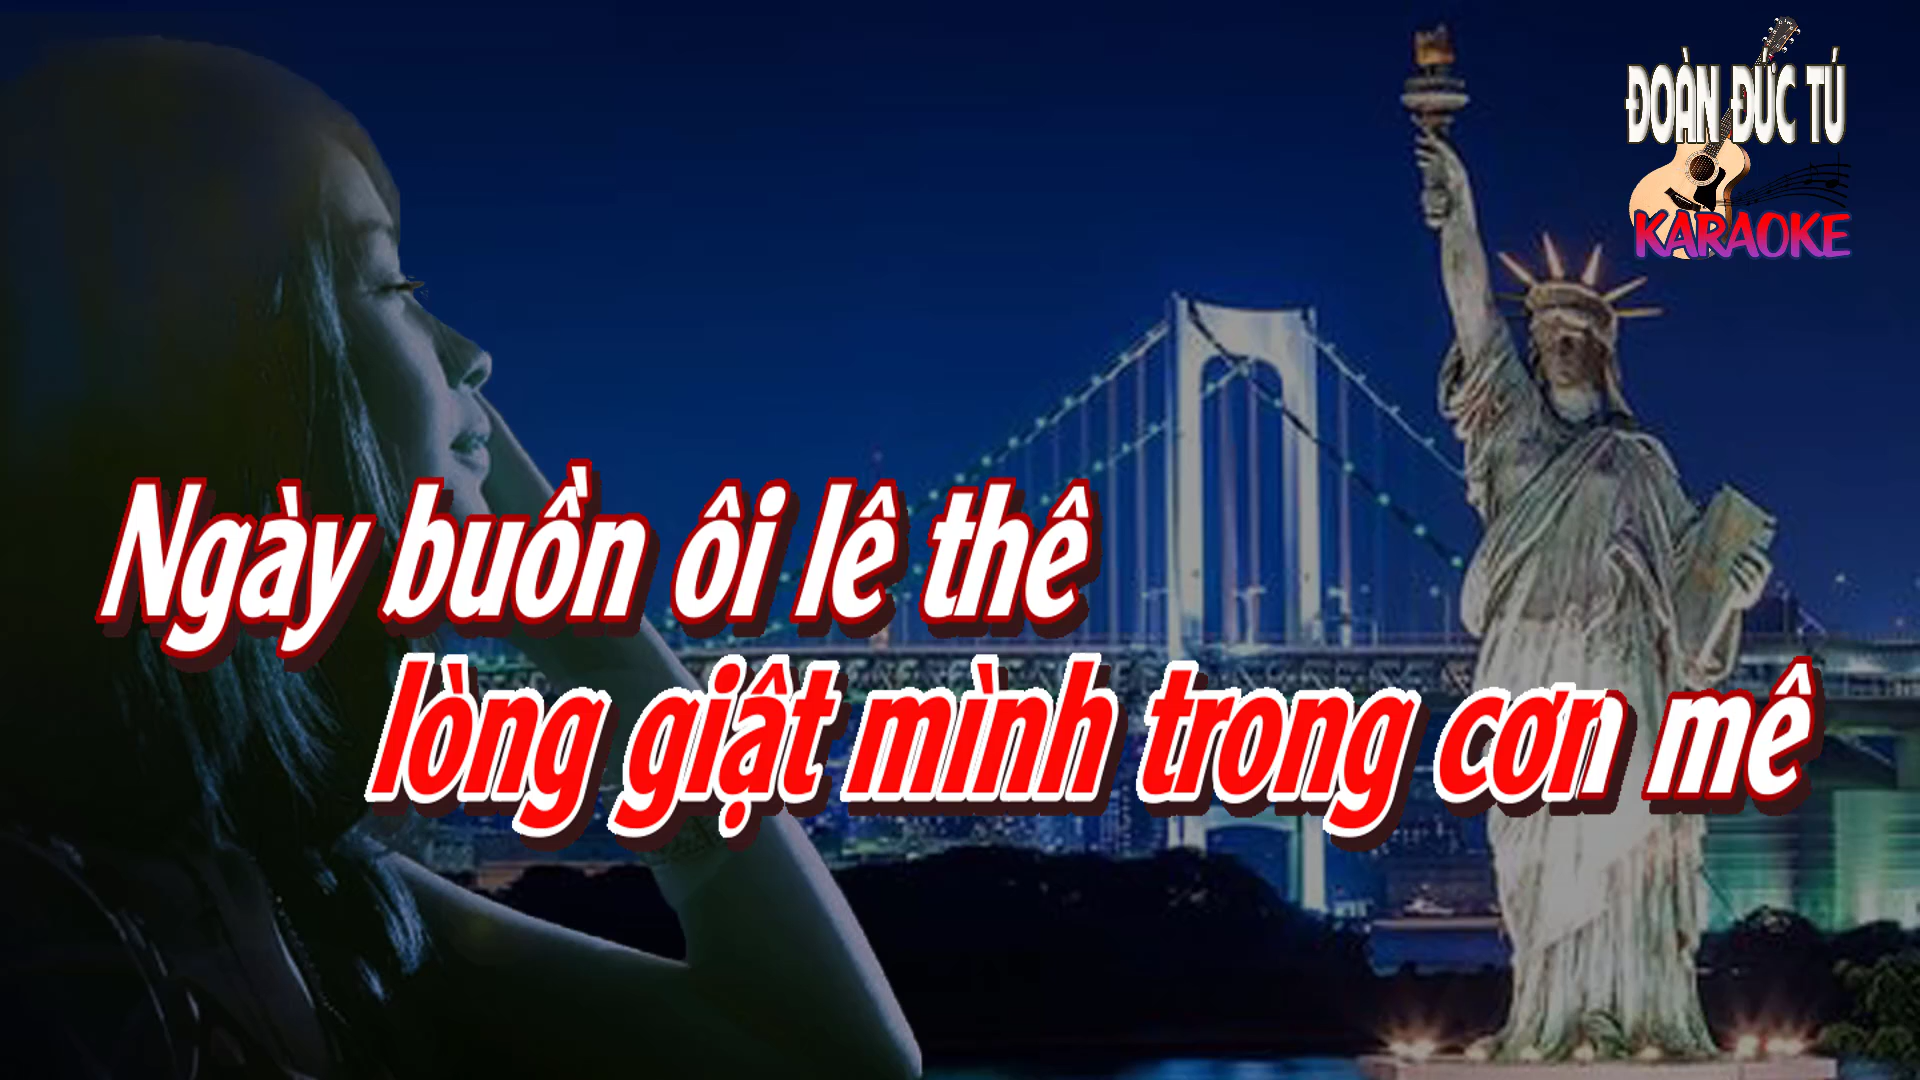 ĐOÀN ĐỨC TÚ
KARAOKE
Ngày buồn ôi lê thê
lòng giật mình trong cơn mê